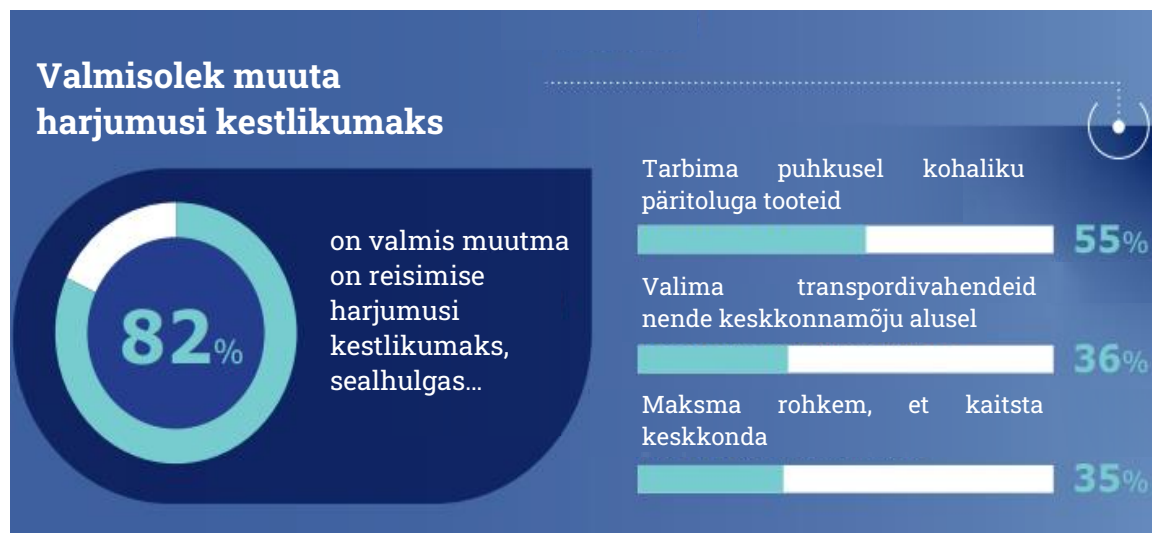 Valmisolek muuta
harjumusi kestlikumaks
82%
on valmis muutma
on reisimise
harjumusi
kestlikumaks,
sealhulgas...
Tarbima puhkusel kohaliku
päritoluga tooteid
55%
Valima transpordivahendeid
nende keskkonnamõju alusel
36%
Maksma rohkem, et kaitsta
keskkonda
35%